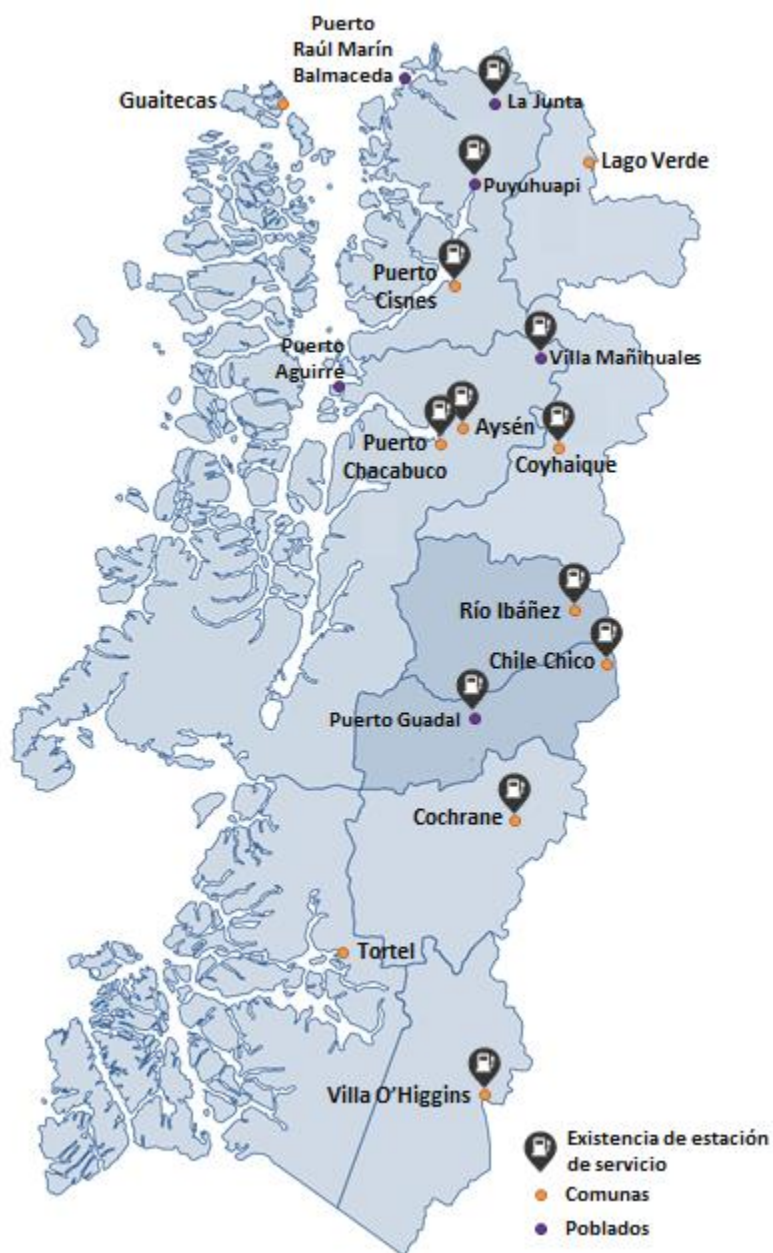 Puerto
Raúl Marín
Balmaceda
Guaitecas
La Junta
Lago Verde
Puyuhuapi
Puerto
Cisnes
Puerto
Aguirre
Villa Mañihuales
Aysén
Puerto
Chacabuco
Coyhaique
Río Ibáñez
Chile Chico
Puerto Guadal
Cochrane
Tortel
Villa O'Higgins
Existencia de estación
de servicio
Comunas
Poblados